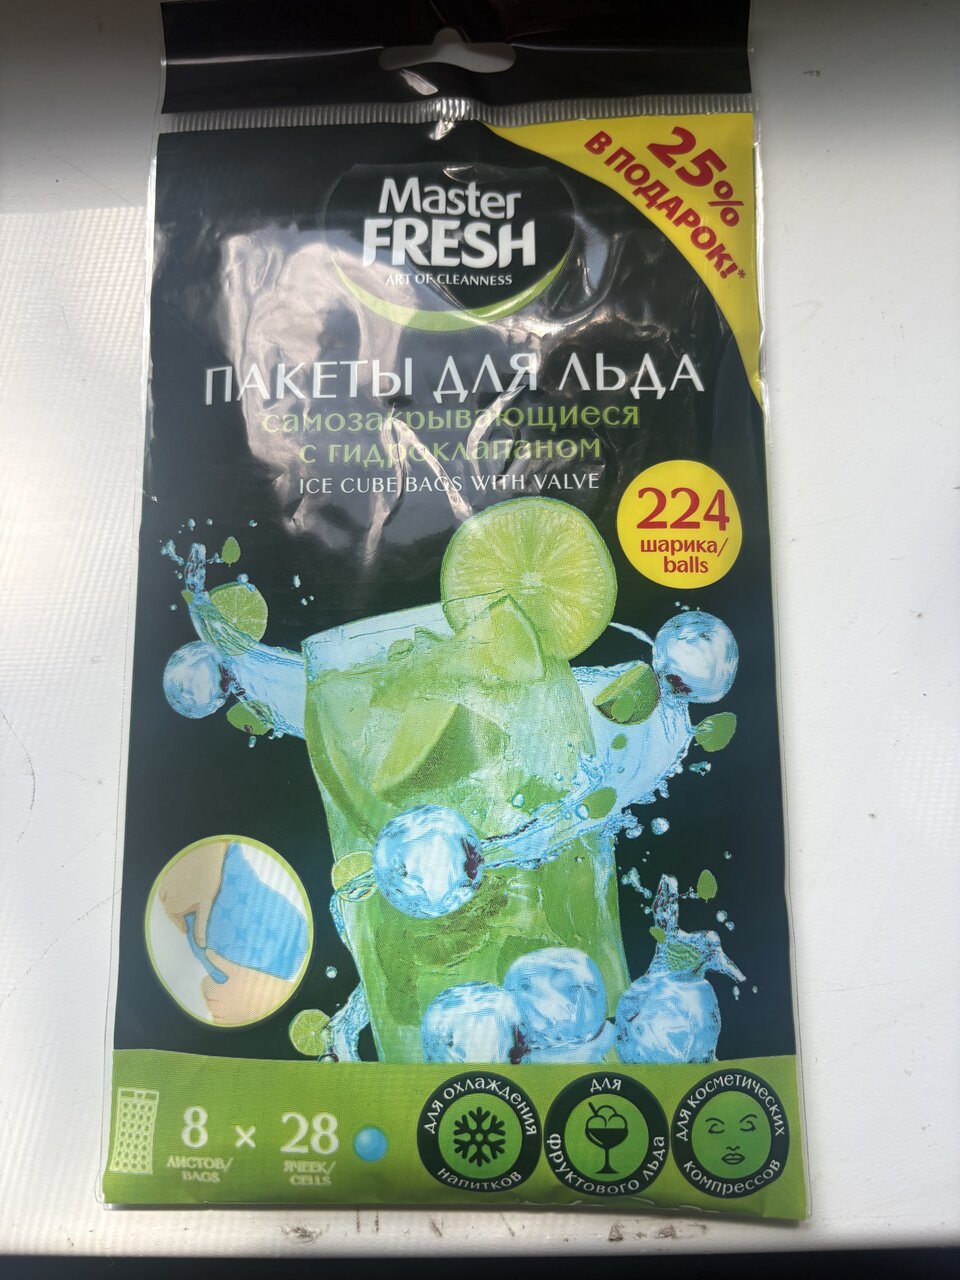 25%
В ПОДАРОК!*
Master
FRESH
ART OF CLEANNESS
ПАКЕТЫ ДЛЯ ЛЬДА
самозакрывающиеся
с гидроклапаном
ICE CUBE BAGS WITH VALVE
224
шарика/
balls
8 × 28
ЛИСТОВ/
BAGS
ЯЧЕЕК/
CELLS
для охлаждения
напитков
для
фруктового льда
для косметических
компрессов